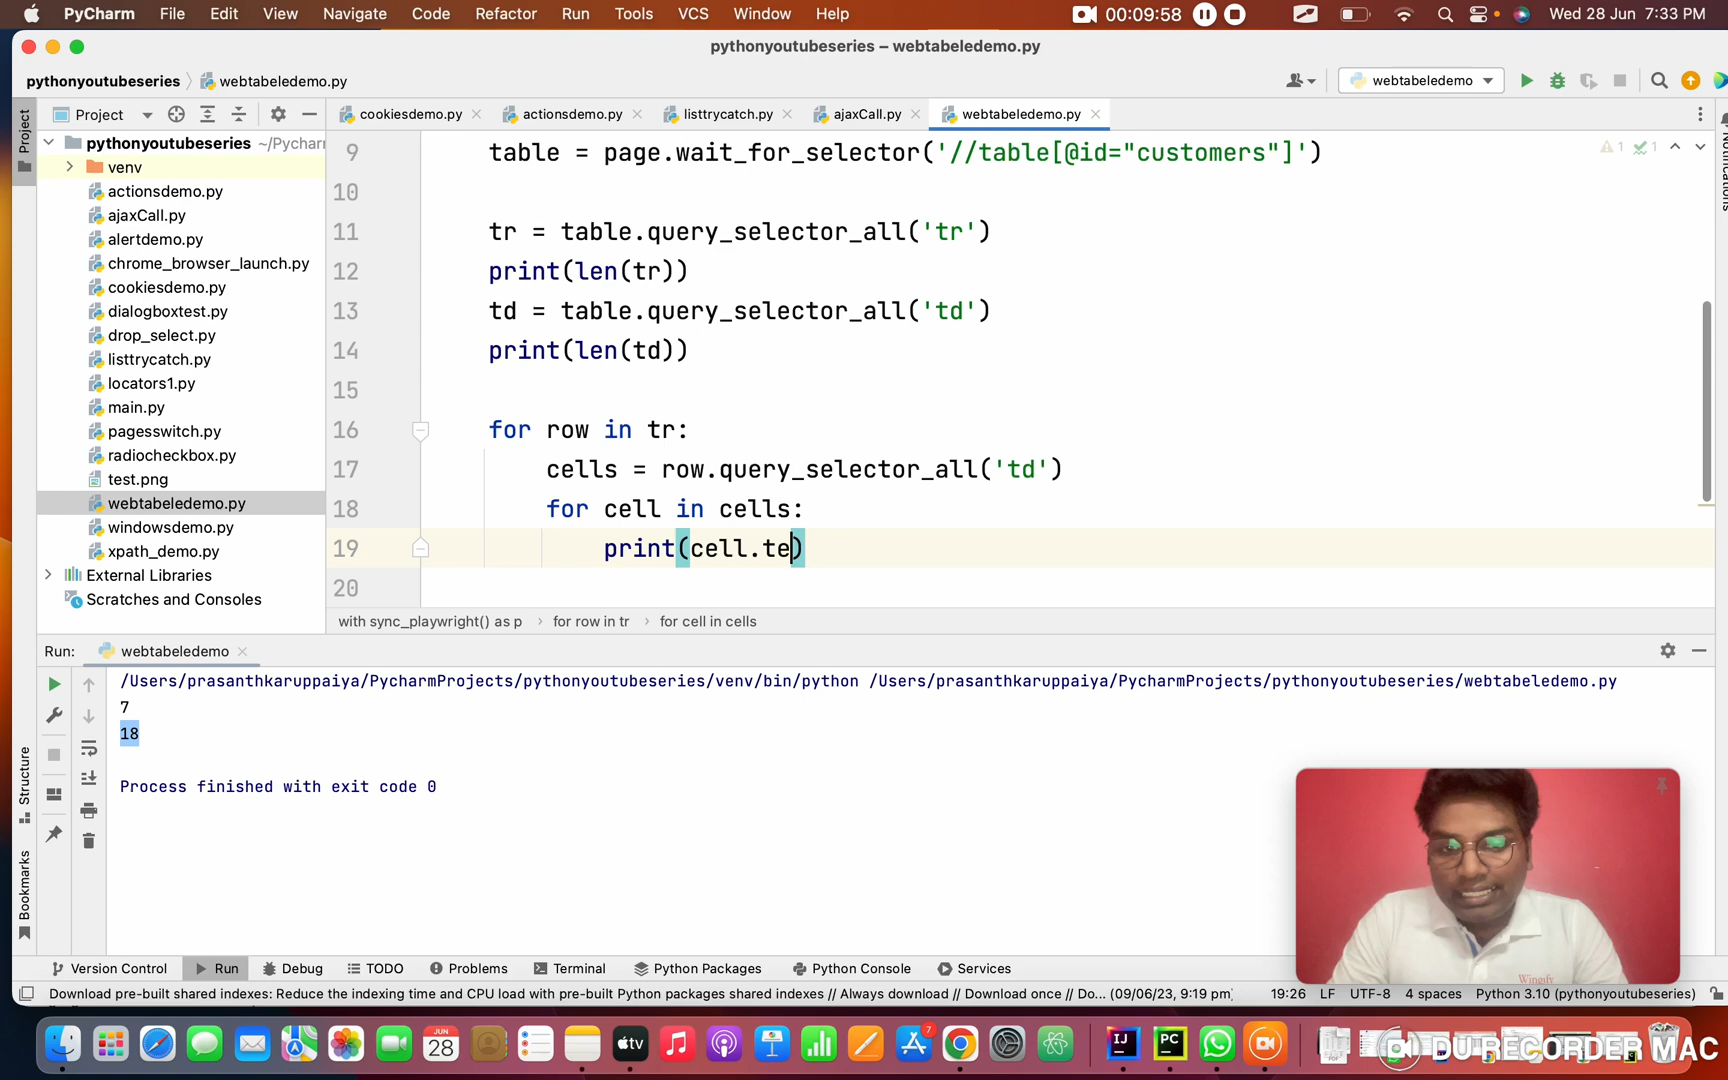 PyCharm File Edit View Navigate Code Refactor Run Tools VCS Window Help 00:09:58 Wed 28 Jun 7:33 PM
pythonyoutubeseries – webtabeledemo.py
pythonyoutubeseries webtabeledemo.py webtabeledemo
Project cookiesdemo.py actionsdemo.py listtrycatch.py ajaxCall.py webtabeledemo.py
Project
Notifications
pythonyoutubeseries ~/Pycharm
venv
actionsdemo.py
ajaxCall.py
alertdemo.py
chrome_browser_launch.py
cookiesdemo.py
dialogboxtest.py
drop_select.py
listtrycatch.py
locators1.py
main.py
pagesswitch.py
radiocheckbox.py
test.png
webtabeledemo.py
windowsdemo.py
xpath_demo.py
External Libraries
Scratches and Consoles
1 1
9 table = page.wait_for_selector('//table[@id="customers"]')
10
11 tr = table.query_selector_all('tr')
12 print(len(tr))
13 td = table.query_selector_all('td')
14 print(len(td))
15
16 for row in tr:
17 cells = row.query_selector_all('td')
18 for cell in cells:
19 print(cell.te)
20
with sync_playwright() as p for row in tr for cell in cells
Run: webtabeledemo
/Users/prasanthkaruppaiya/PycharmProjects/pythonyoutubeseries/venv/bin/python /Users/prasanthkaruppaiya/PycharmProjects/pythonyoutubeseries/webtabeledemo.py
7
18
Process finished with exit code 0
Structure
Bookmarks
Version Control Run Debug TODO Problems Terminal Python Packages Python Console Services
Download pre-built shared indexes: Reduce the indexing time and CPU load with pre-built Python packages shared indexes // Always download // Download once // Do... (09/06/23, 9:19 pm) 19:26 LF UTF-8 4 spaces Python 3.10 (pythonyoutubeseries)
JUN
28
tv
7
IJ
PC
DU RECORDER MAC